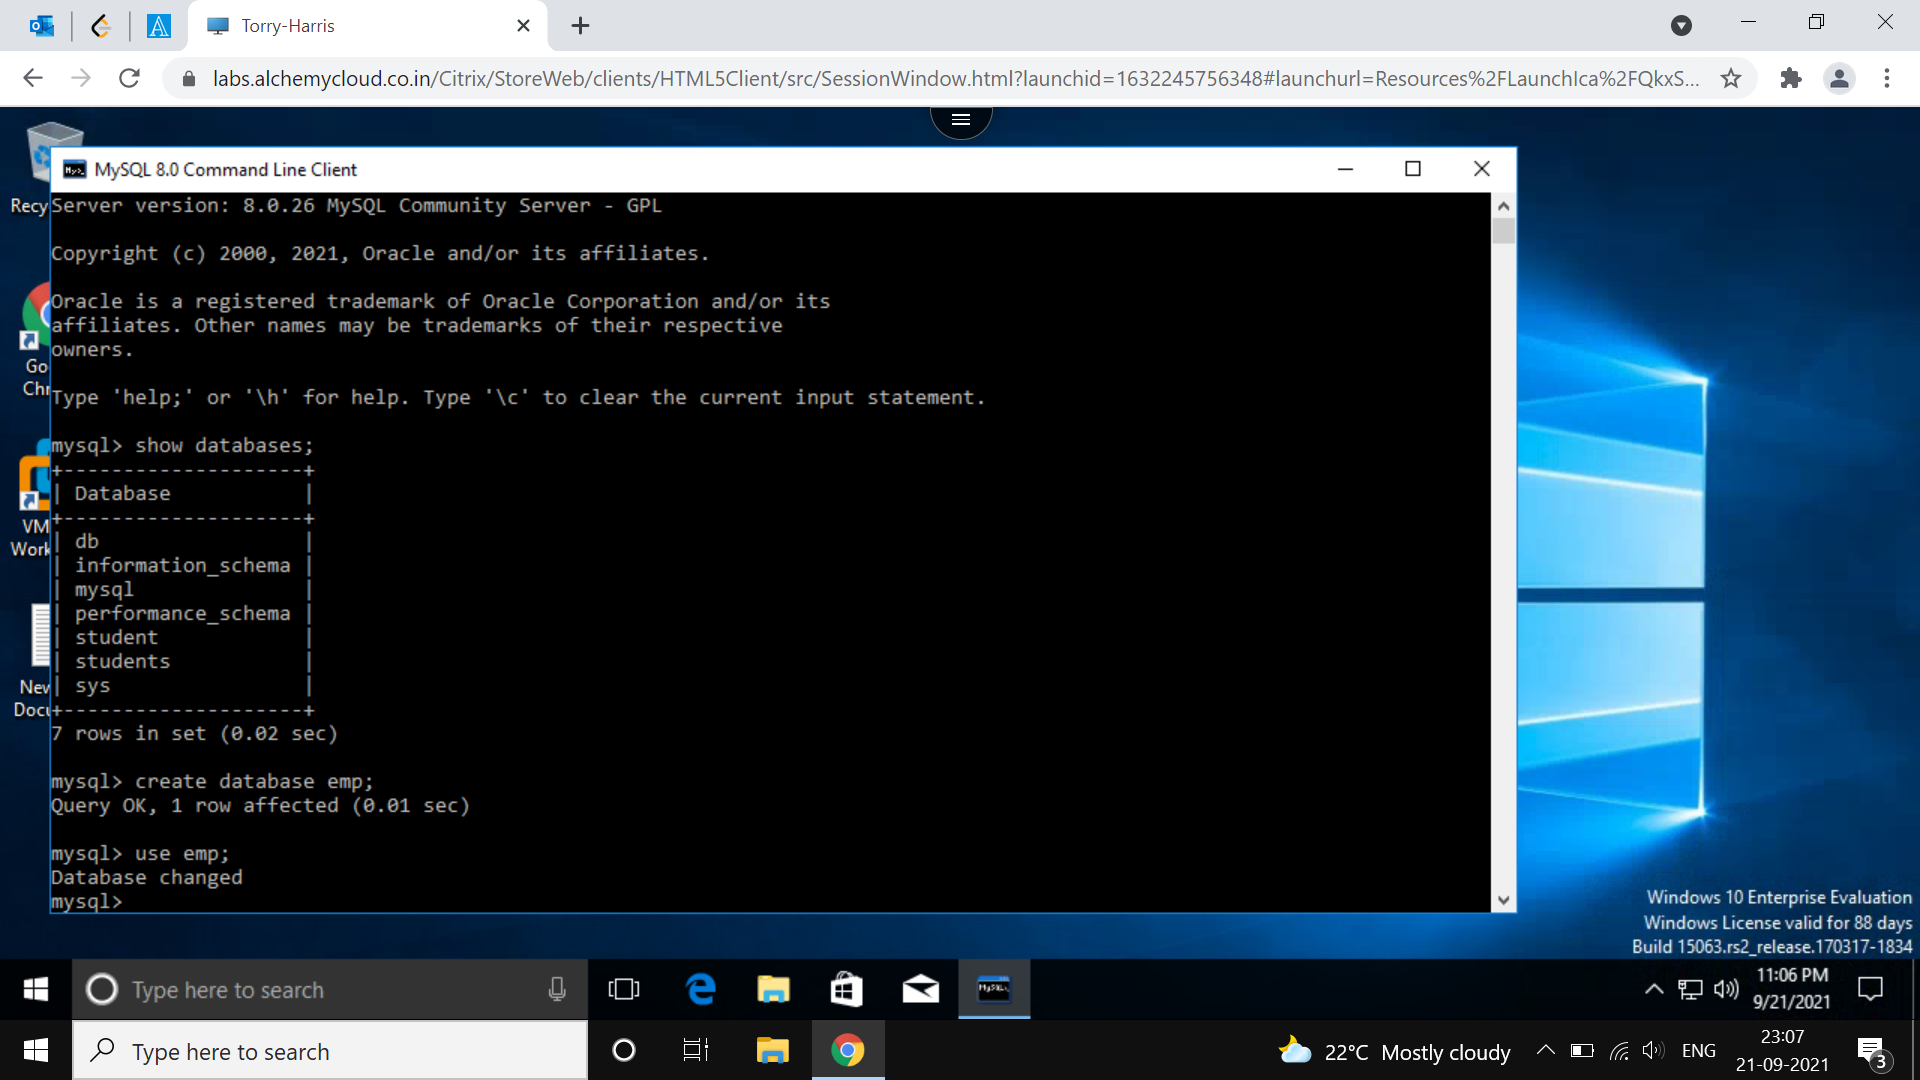 Torry-Harris
labs.alchemycloud.co.in/Citrix/StoreWeb/clients/HTML5Client/src/SessionWindow.html?launchid=1632245756348#launchurl=Resources%2FLaunchIca%2FQkxS...
Recy
Go
Chr
VM
Work
New
Docu
MySQL 8.0 Command Line Client
Server version: 8.0.26 MySQL Community Server - GPL
Copyright (c) 2000, 2021, Oracle and/or its affiliates.
Oracle is a registered trademark of Oracle Corporation and/or its
affiliates. Other names may be trademarks of their respective
owners.
Type 'help;' or '\h' for help. Type '\c' to clear the current input statement.
mysql> show databases;
+--------------------+
| Database           |
+--------------------+
| db                 |
| information_schema |
| mysql              |
| performance_schema |
| student            |
| students           |
| sys                |
+--------------------+
7 rows in set (0.02 sec)
mysql> create database emp;
Query OK, 1 row affected (0.01 sec)
mysql> use emp;
Database changed
mysql>
Windows 10 Enterprise Evaluation
Windows License valid for 88 days
Build 15063.rs2_release.170317-1834
Type here to search
11:06 PM
9/21/2021
Type here to search
22°C Mostly cloudy
ENG
23:07
21-09-2021
3